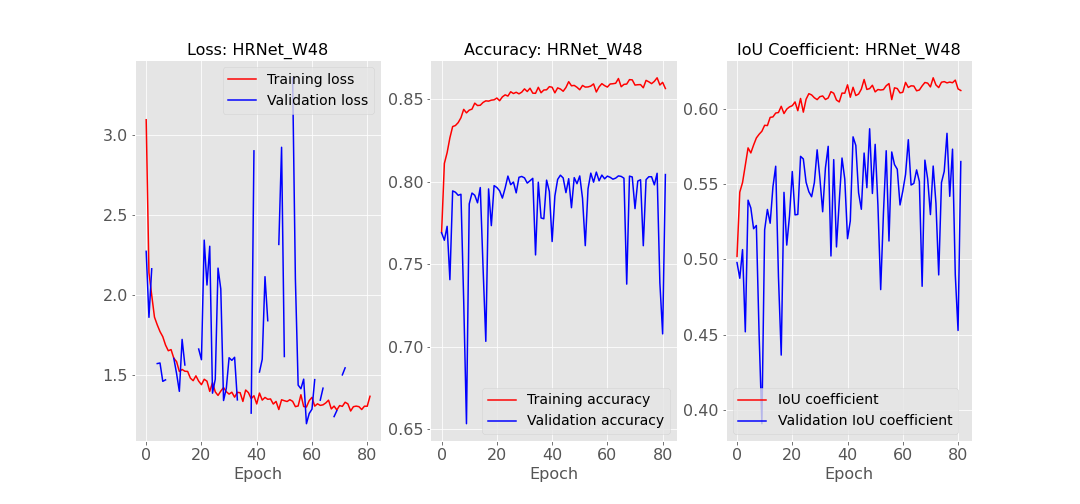 Loss: HRNet_W48
Training loss
Validation loss
3.0
2.5
2.0
1.5
0
20
40
60
80
Epoch
Accuracy: HRNet_W48
0.85
0.80
0.75
0.70
0.65
Training accuracy
Validation accuracy
0
20
40
60
80
Epoch
IoU Coefficient: HRNet_W48
0.60
0.55
0.50
0.45
0.40
IoU coefficient
Validation IoU coefficient
0
20
40
60
80
Epoch